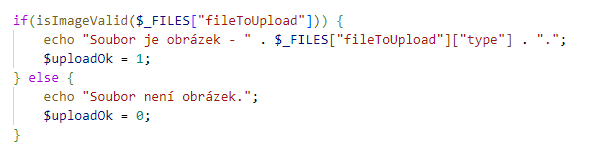 if(isImageValid($_FILES["fileToUpload"])) {
    echo "Soubor je obrázek - " . $_FILES["fileToUpload"]["type"] . ".";
    $uploadOk = 1;
} else {
    echo "Soubor není obrázek.";
    $uploadOk = 0;
}